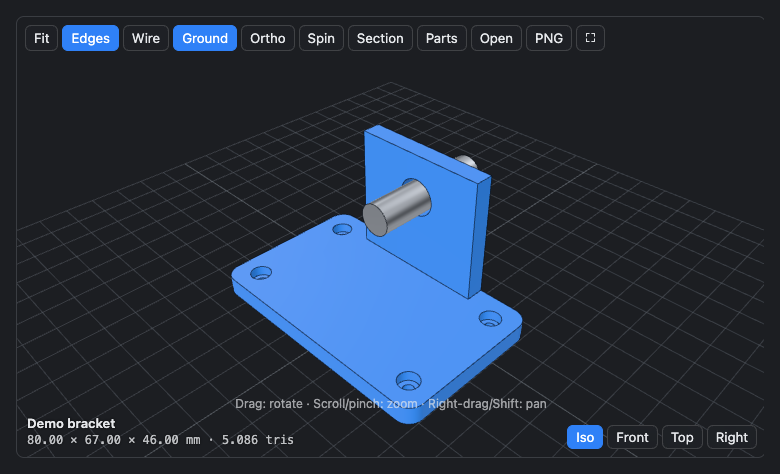 Fit Edges Wire Ground Ortho Spin Section Parts Open PNG
Drag: rotate · Scroll/pinch: zoom · Right-drag/Shift: pan
Demo bracket
80.00 × 67.00 × 46.00 mm · 5.086 tris
Iso Front Top Right